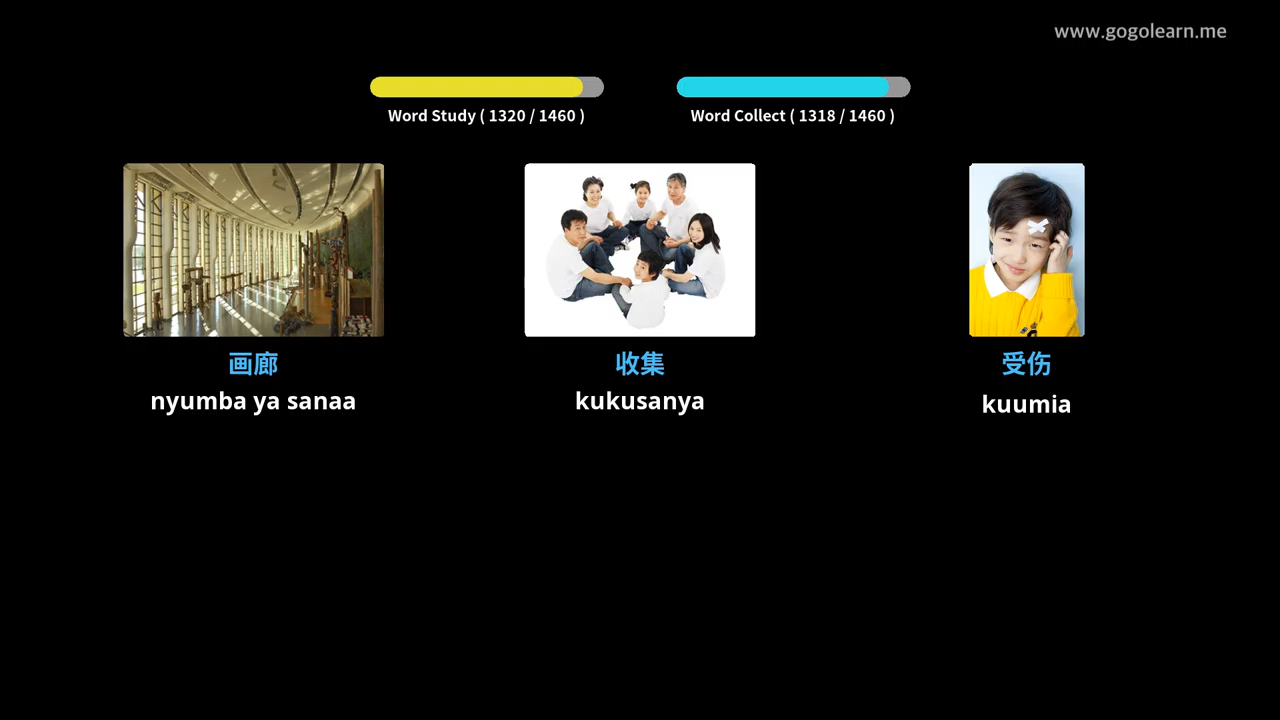 www.gogolearn.me
Word Study ( 1320 / 1460 )
Word Collect ( 1318 / 1460 )
画廊
nyumba ya sanaa
收集
kukusanya
受伤
kuumia